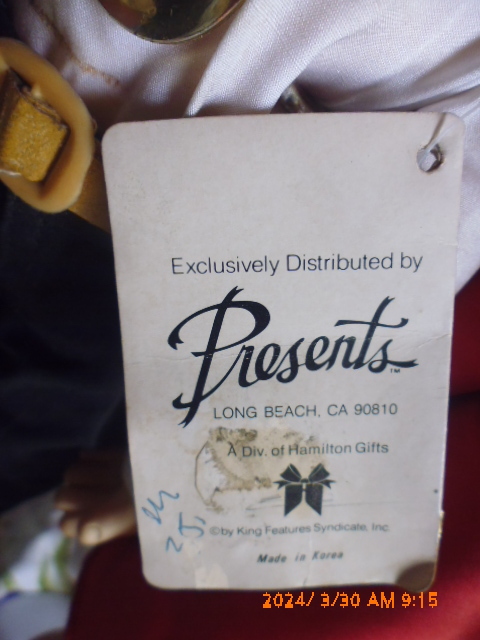 Exclusively Distributed by
Presents™
LONG BEACH, CA 90810
A Div. of Hamilton Gifts
©by King Features Syndicate, Inc.
Made in Korea
2024/ 3/30 AM 9:15